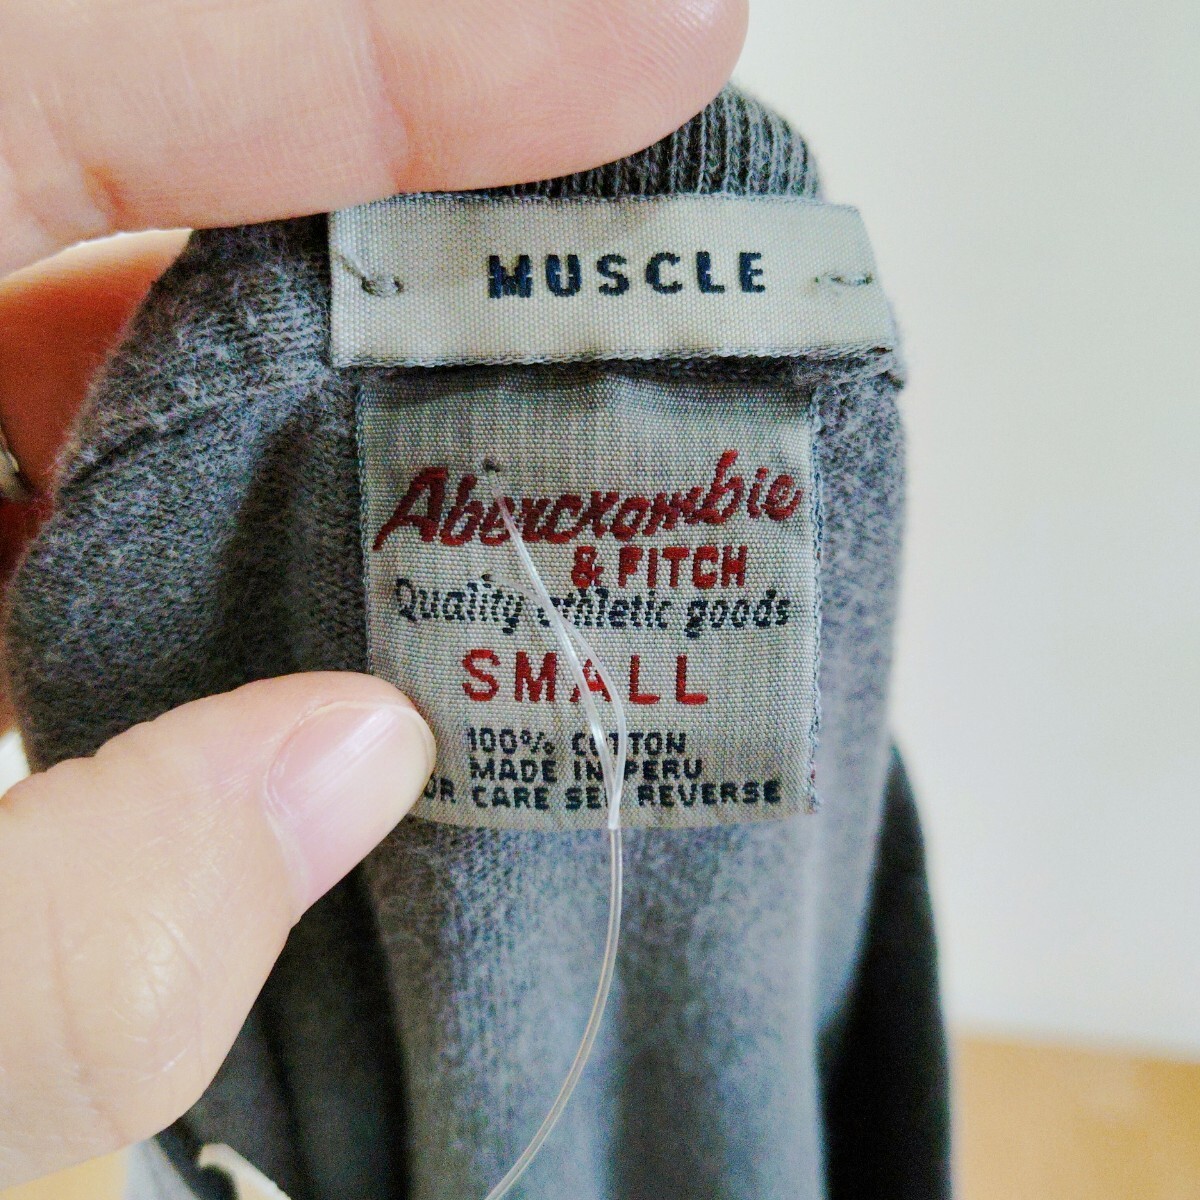 MUSCLE
Abercrombie
& FITCH
Quality athletic goods
SMALL
100% COTTON
MADE IN PERU
OR CARE SEE REVERSE